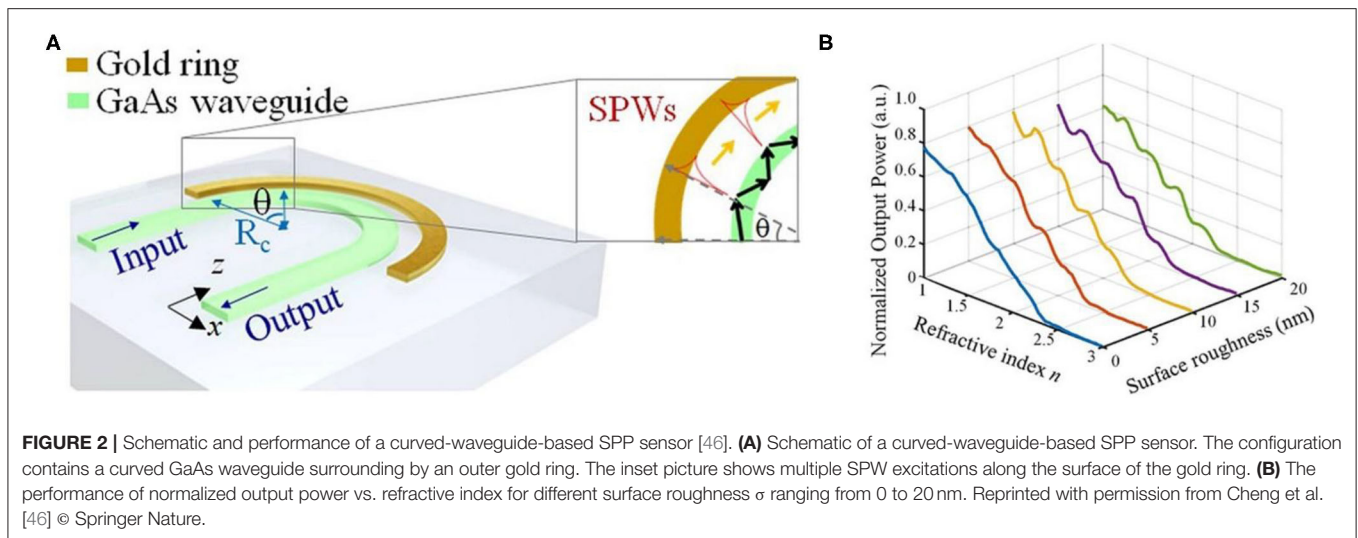 A
Gold ring
GaAs waveguide
SPWs
θ
θ
Rc
Input
z
x
Output
B
Normalized Output Power (a.u.)
1.0
0.8
0.6
0.4
0.2
0
1
1.5
2
2.5
3
Refractive index n
0
5
10
15
20
Surface roughness (nm)
FIGURE 2 | Schematic and performance of a curved-waveguide-based SPP sensor [46]. (A) Schematic of a curved-waveguide-based SPP sensor. The configuration
contains a curved GaAs waveguide surrounding by an outer gold ring. The inset picture shows multiple SPW excitations along the surface of the gold ring. (B) The
performance of normalized output power vs. refractive index for different surface roughness σ ranging from 0 to 20 nm. Reprinted with permission from Cheng et al.
[46] © Springer Nature.